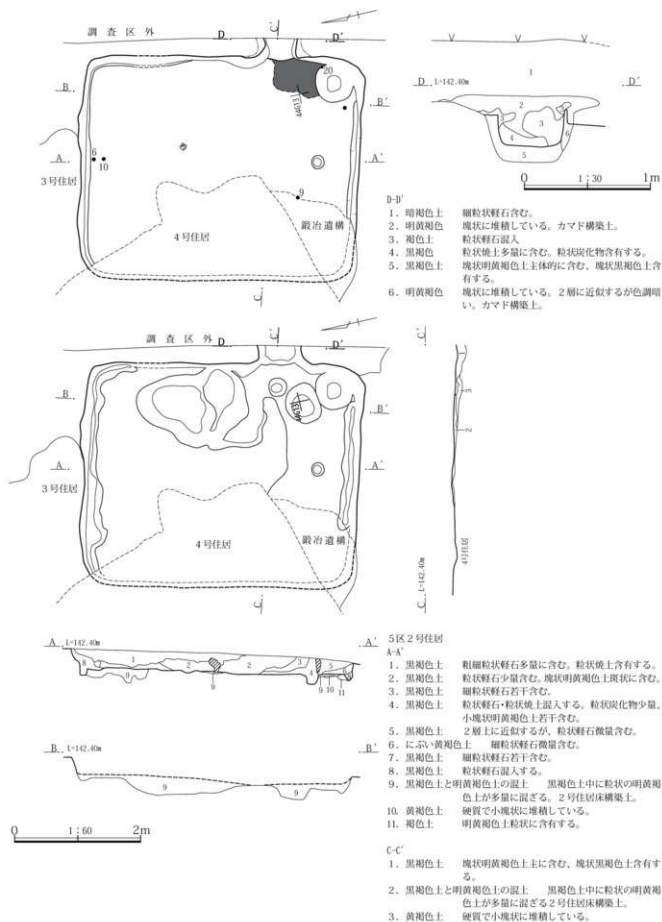 調査区外
D
C'
D'
20
B
B'
6
10
A
A'
3号住居
9
4号住居
鍛冶遺構
C
D L=142.40m D'
1
2
3
4
5
6
0 1:30 1m
D-D'
1. 暗褐色土 細粒状軽石含む。
2. 明黄褐色 塊状に堆積している。カマド構築土。
3. 褐色土 粒状軽石混入
4. 黒褐色 粒状焼土多量に含む。粒状炭化物含有する。
5. 黒褐色土 塊状明黄褐色土主体的に含む、塊状黒褐色土含
有する。
6. 明黄褐色 塊状に堆積している。2層に近似するが色調暗
い。カマド構築土。
調査区外
D
C'
D'
B
B'
A
A'
3号住居
4号住居
鍛冶遺構
C
C'
3
2
4号住居
L=142.40m
C
A L=142.40m A'
8 7 1 2 2 3 5
9 4 9 10 11
B L=142.40m B'
9 9
0 1:60 2m
5区2号住居
A-A'
1. 黒褐色土 粗細粒状軽石多量に含む。粒状焼土含有する。
2. 黒褐色土 粒状軽石少量含む。塊状明黄褐色土斑状に含む。
3. 黒褐色土 細粒状軽石若干含む。
4. 黒褐色土 粒状軽石・粒状焼土混入する。粒状炭化物少量、
小塊状明黄褐色土若干含む。
5. 黒褐色土 2層土に近似するが、粒状軽石微量含む。
6. にぶい黄褐色土 細粒状軽石微量含む。
7. 黒褐色土 細粒状軽石若干含む。
8. 黒褐色土 粒状軽石混入する。
9. 黒褐色土と明黄褐色土の混土 黒褐色土中に粒状の明黄褐
色土が多量に混ざる。2号住居床構築土。
10. 黄褐色土 硬質で小塊状に堆積している。
11. 褐色土 明黄褐色土粒状に含有する。
C-C'
1. 黒褐色土 塊状明黄褐色土主に含む、塊状黒褐色土含有す
る。
2. 黒褐色土と明黄褐色土の混土 黒褐色土中に粒状の明黄褐
色土が多量に混ざる2号住居床構築土。
3. 黄褐色土 硬質で小塊状に堆積している。